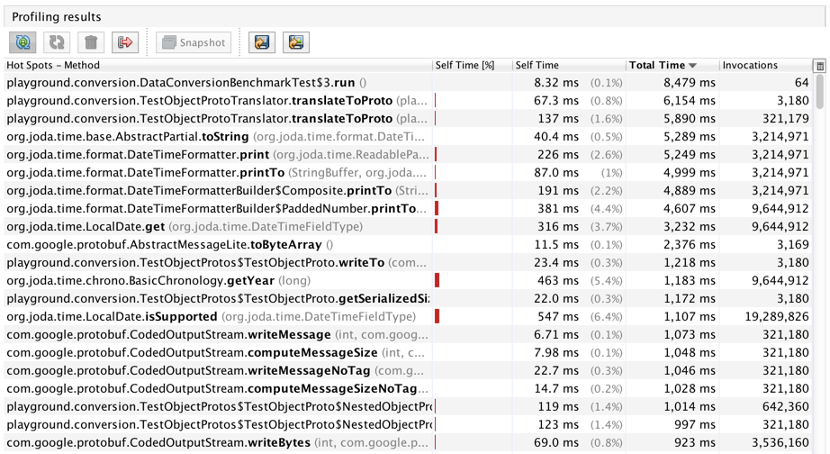 Profiling results
Snapshot
Hot Spots – Method Self Time [%] Self Time Total Time Invocations
playground.conversion.DataConversionBenchmarkTest$3.run () 8.32 ms (0.1%) 8,479 ms 64
playground.conversion.TestObjectProtoTranslator.translateToProto (pla... 67.3 ms (0.8%) 6,154 ms 3,180
playground.conversion.TestObjectProtoTranslator.translateToProto (pla... 137 ms (1.6%) 5,890 ms 321,179
org.joda.time.base.AbstractPartial.toString (org.joda.time.format.DateTi... 40.4 ms (0.5%) 5,289 ms 3,214,971
org.joda.time.format.DateTimeFormatter.print (org.joda.time.ReadablePa... 226 ms (2.6%) 5,249 ms 3,214,971
org.joda.time.format.DateTimeFormatter.printTo (StringBuffer, org.joda.... 87.0 ms (1%) 4,999 ms 3,214,971
org.joda.time.format.DateTimeFormatterBuilder$Composite.printTo (Stri... 191 ms (2.2%) 4,889 ms 3,214,971
org.joda.time.format.DateTimeFormatterBuilder$PaddedNumber.printTo... 381 ms (4.4%) 4,607 ms 9,644,912
org.joda.time.LocalDate.get (org.joda.time.DateTimeFieldType) 316 ms (3.7%) 3,232 ms 9,644,912
com.google.protobuf.AbstractMessageLite.toByteArray () 11.5 ms (0.1%) 2,376 ms 3,169
playground.conversion.TestObjectProtos$TestObjectProto.writeTo (com... 23.4 ms (0.3%) 1,218 ms 3,180
org.joda.time.chrono.BasicChronology.getYear (long) 463 ms (5.4%) 1,183 ms 9,644,912
playground.conversion.TestObjectProtos$TestObjectProto.getSerializedSi 22.0 ms (0.3%) 1,172 ms 3,180
org.joda.time.LocalDate.isSupported (org.joda.time.DateTimeFieldType) 547 ms (6.4%) 1,107 ms 19,289,826
com.google.protobuf.CodedOutputStream.writeMessage (int, com.goog... 6.71 ms (0.1%) 1,073 ms 321,180
com.google.protobuf.CodedOutputStream.computeMessageSize (int, c... 7.98 ms (0.1%) 1,048 ms 321,180
com.google.protobuf.CodedOutputStream.writeMessageNoTag (com.g... 22.7 ms (0.3%) 1,046 ms 321,180
com.google.protobuf.CodedOutputStream.computeMessageSizeNoTag... 14.7 ms (0.2%) 1,028 ms 321,180
playground.conversion.TestObjectProtos$TestObjectProto$NestedObjectPro 119 ms (1.4%) 1,014 ms 642,360
playground.conversion.TestObjectProtos$TestObjectProto$NestedObjectPro 123 ms (1.4%) 997 ms 321,180
com.google.protobuf.CodedOutputStream.writeBytes (int, com.google.p... 69.0 ms (0.8%) 923 ms 3,536,160